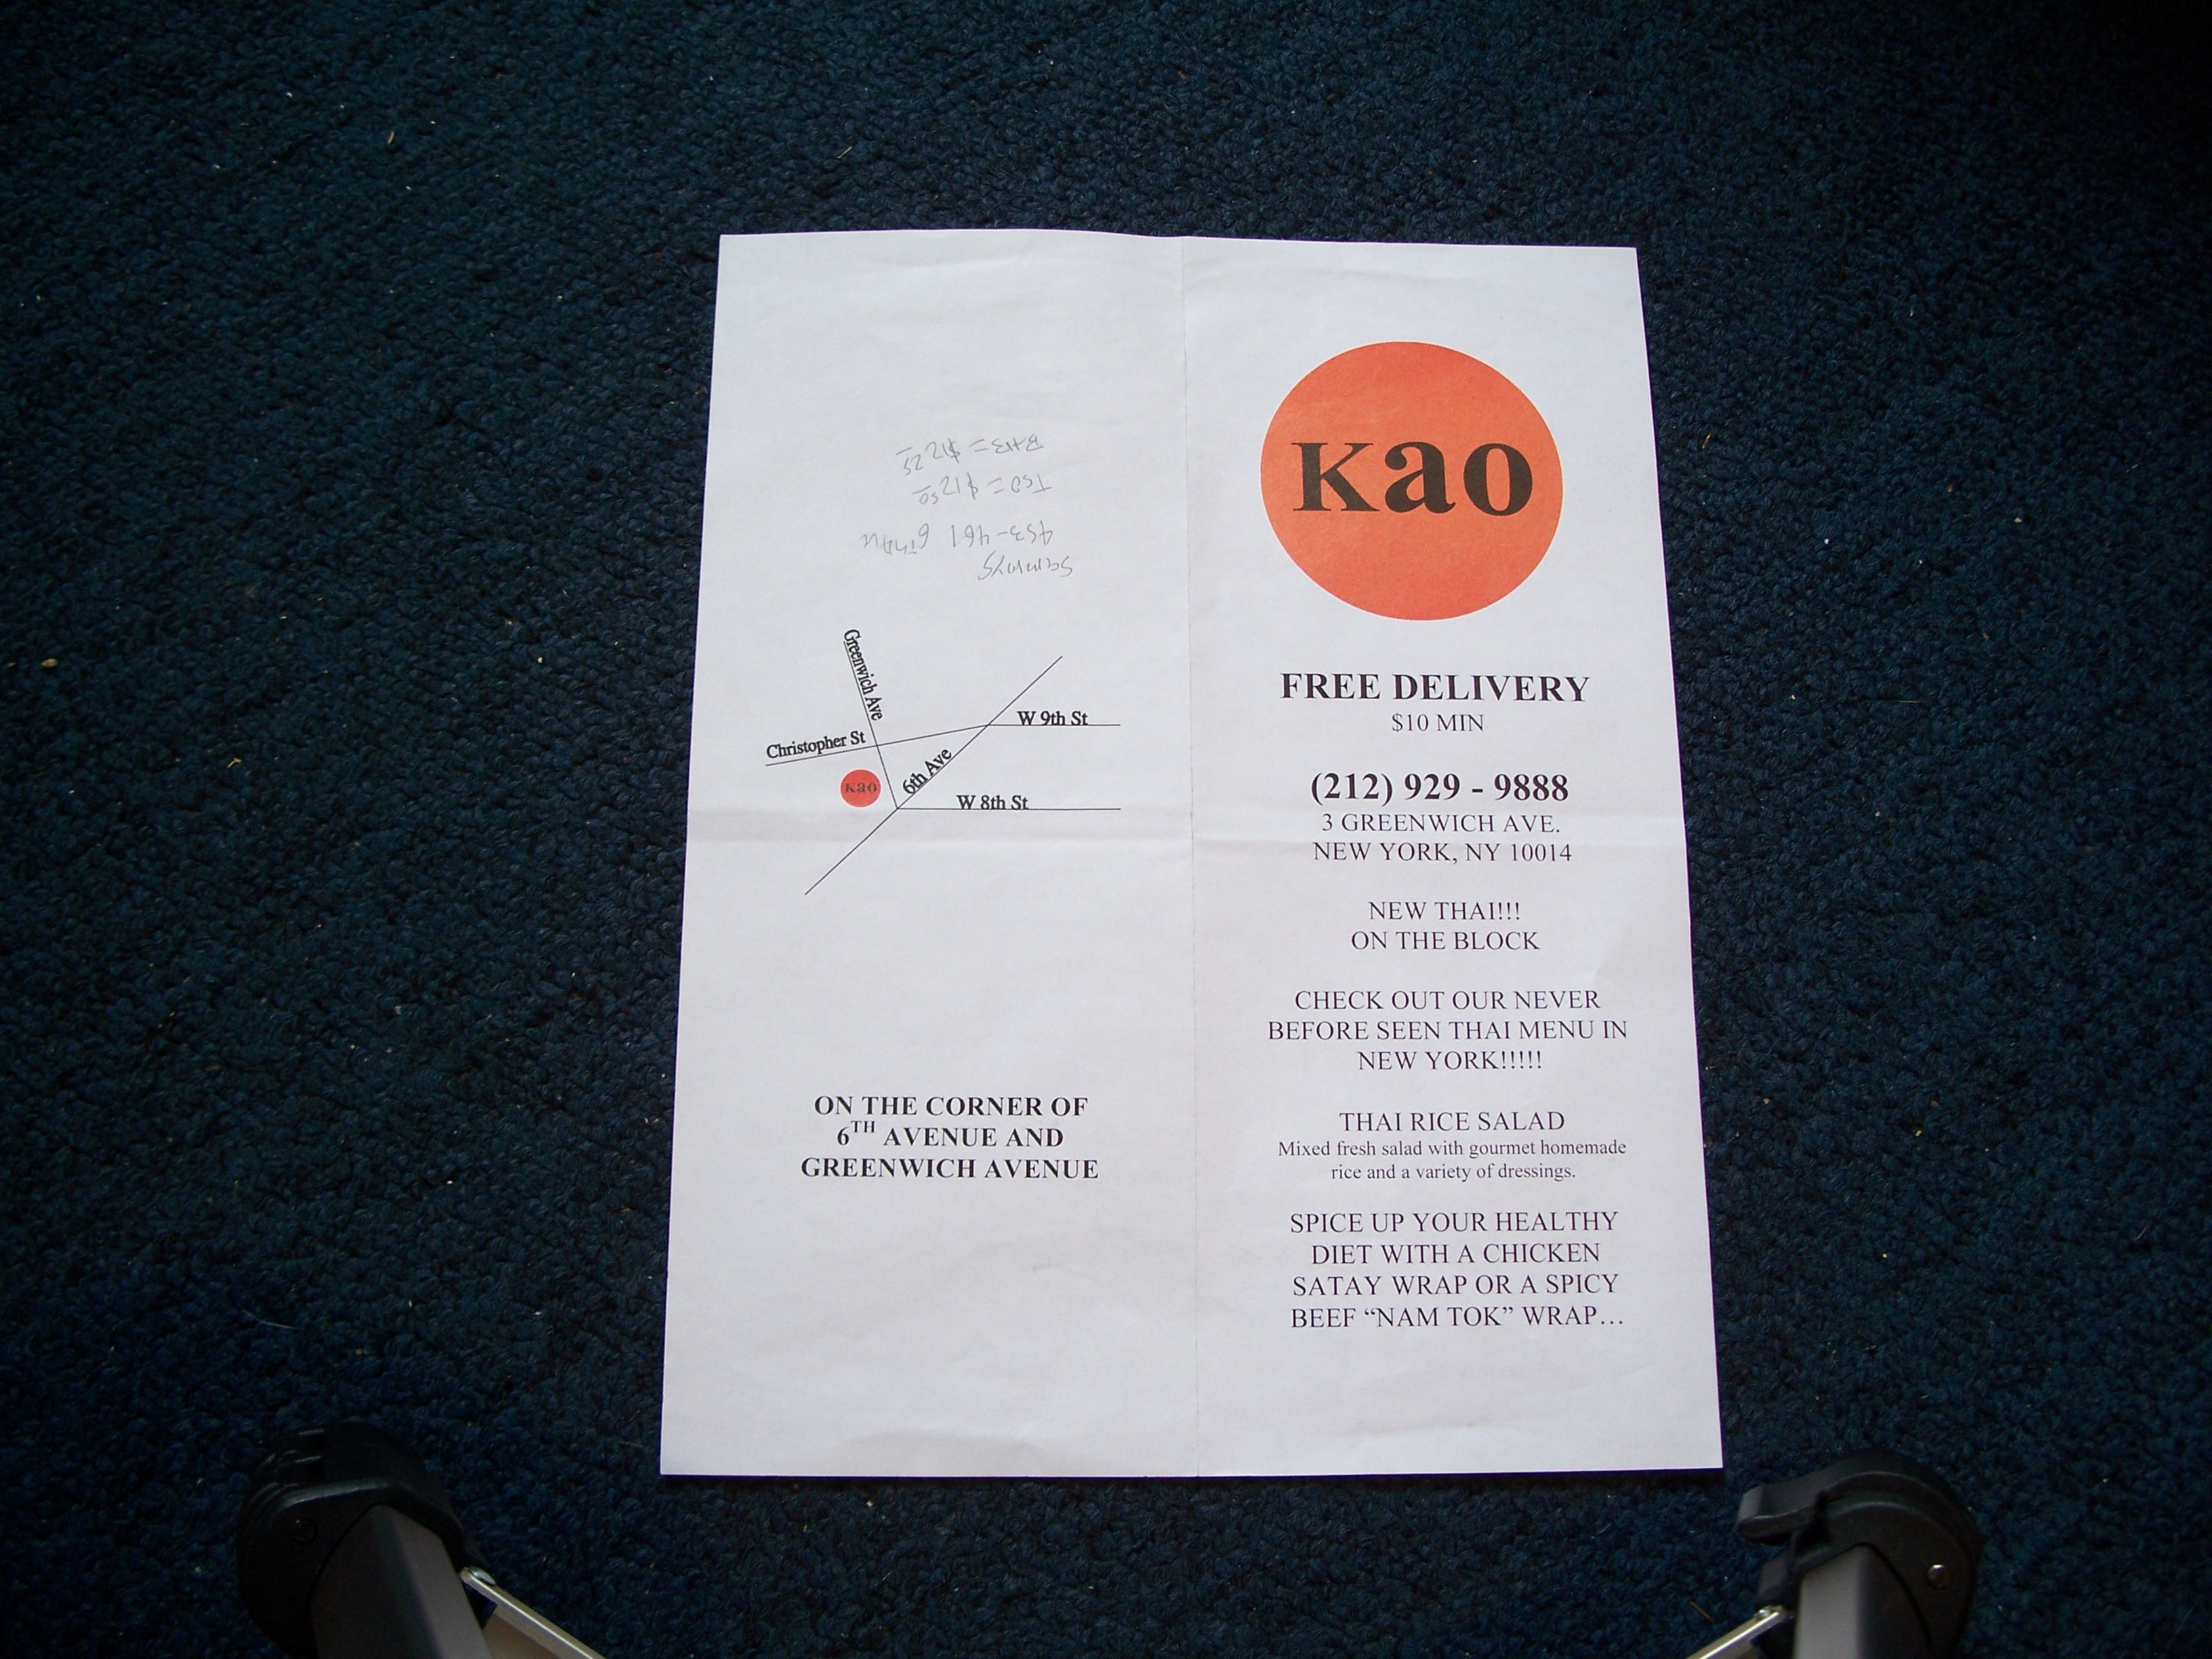 Sammys
453-461 6th AV
TSO = $12 50
B+B = $12 25
Greenwich Ave
W 9th St
Christopher St
6th Ave
кao
W 8th St
ON THE CORNER OF
6TH AVENUE AND
GREENWICH AVENUE
кao
FREE DELIVERY
$10 MIN
(212) 929 - 9888
3 GREENWICH AVE.
NEW YORK, NY 10014
NEW THAI!!!
ON THE BLOCK
CHECK OUT OUR NEVER
BEFORE SEEN THAI MENU IN
NEW YORK!!!!!
THAI RICE SALAD
Mixed fresh salad with gourmet homemade
rice and a variety of dressings.
SPICE UP YOUR HEALTHY
DIET WITH A CHICKEN
SATAY WRAP OR A SPICY
BEEF “NAM TOK” WRAP…